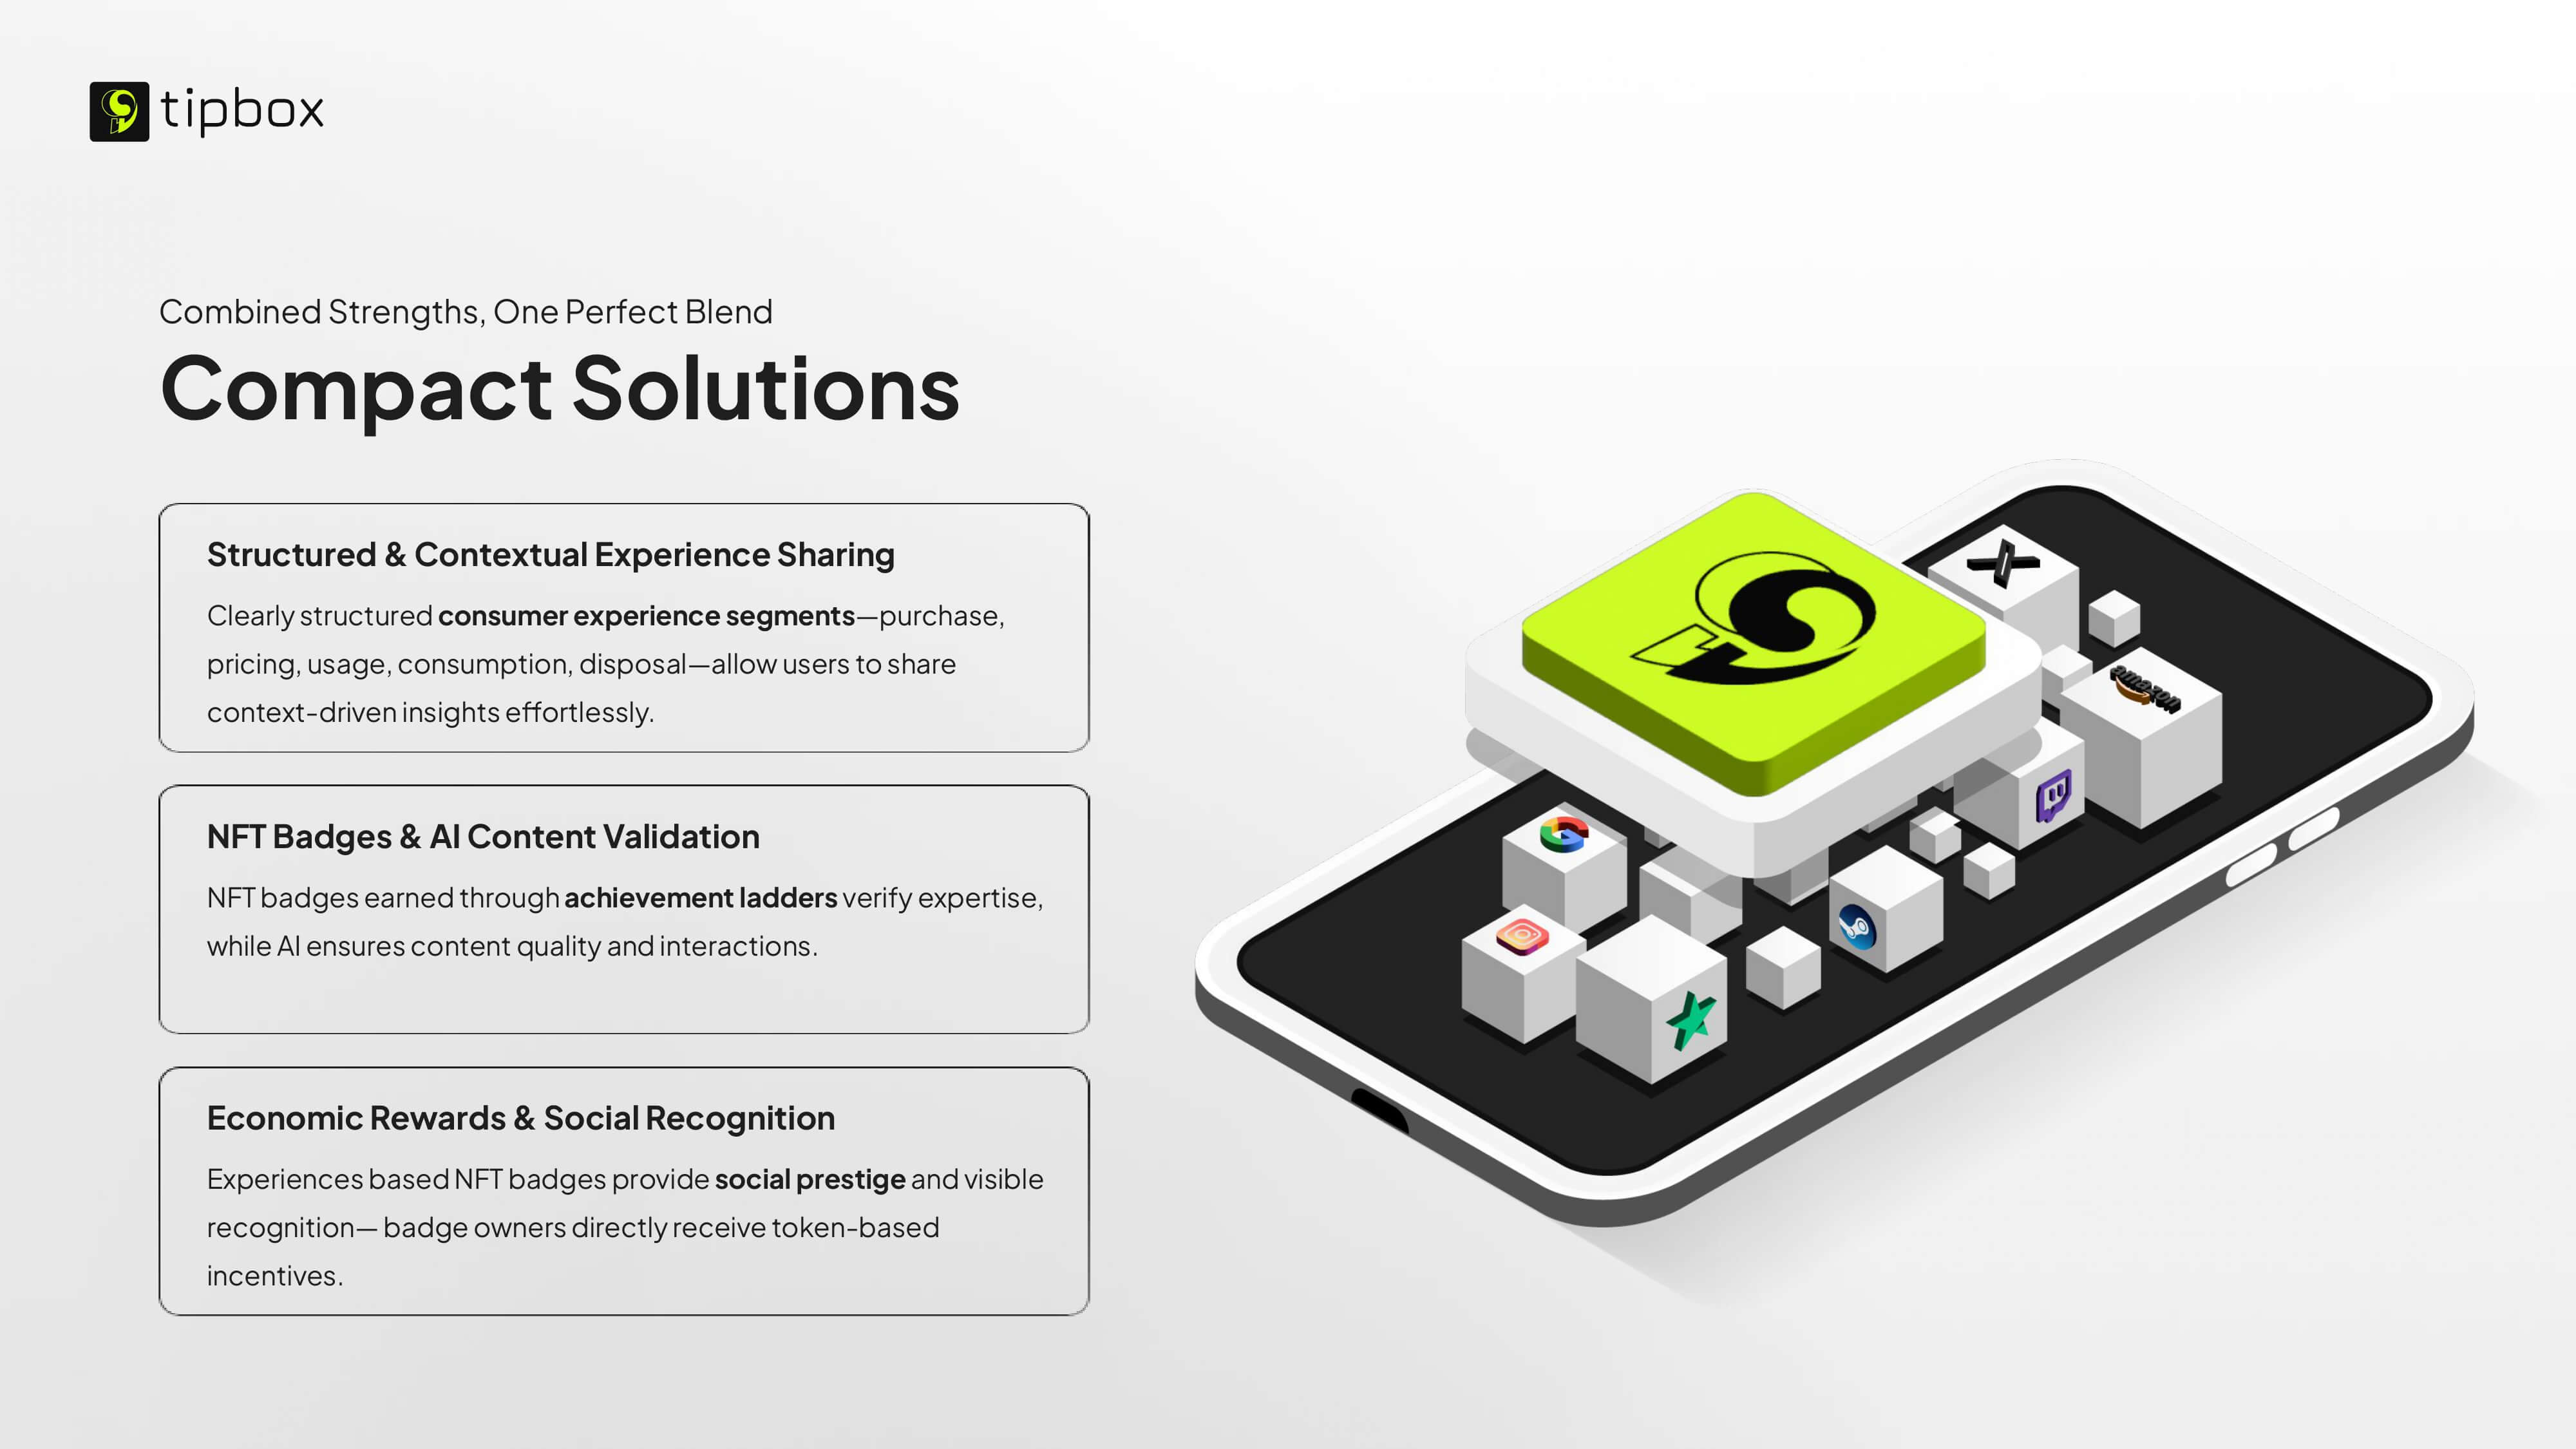 tipbox
Combined Strengths, One Perfect Blend
Compact Solutions
Structured & Contextual Experience Sharing
Clearly structured consumer experience segments—purchase,
pricing, usage, consumption, disposal—allow users to share
context-driven insights effortlessly.
NFT Badges & AI Content Validation
NFT badges earned through achievement ladders verify expertise,
while AI ensures content quality and interactions.
Economic Rewards & Social Recognition
Experiences based NFT badges provide social prestige and visible
recognition— badge owners directly receive token-based
incentives.
amazon